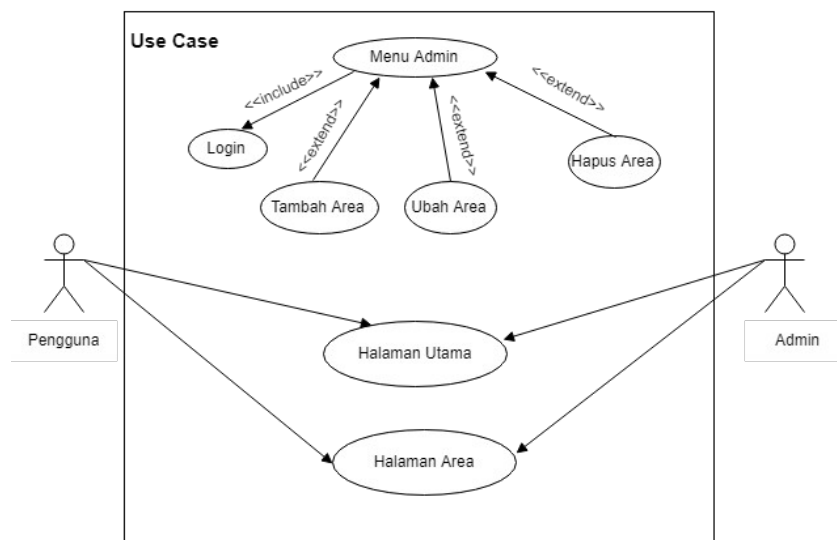 Use Case
Menu Admin
<<include>>
<<extend>>
<<extend>>
<<extend>>
Login
Hapus Area
Tambah Area
Ubah Area
Pengguna
Admin
Halaman Utama
Halaman Area